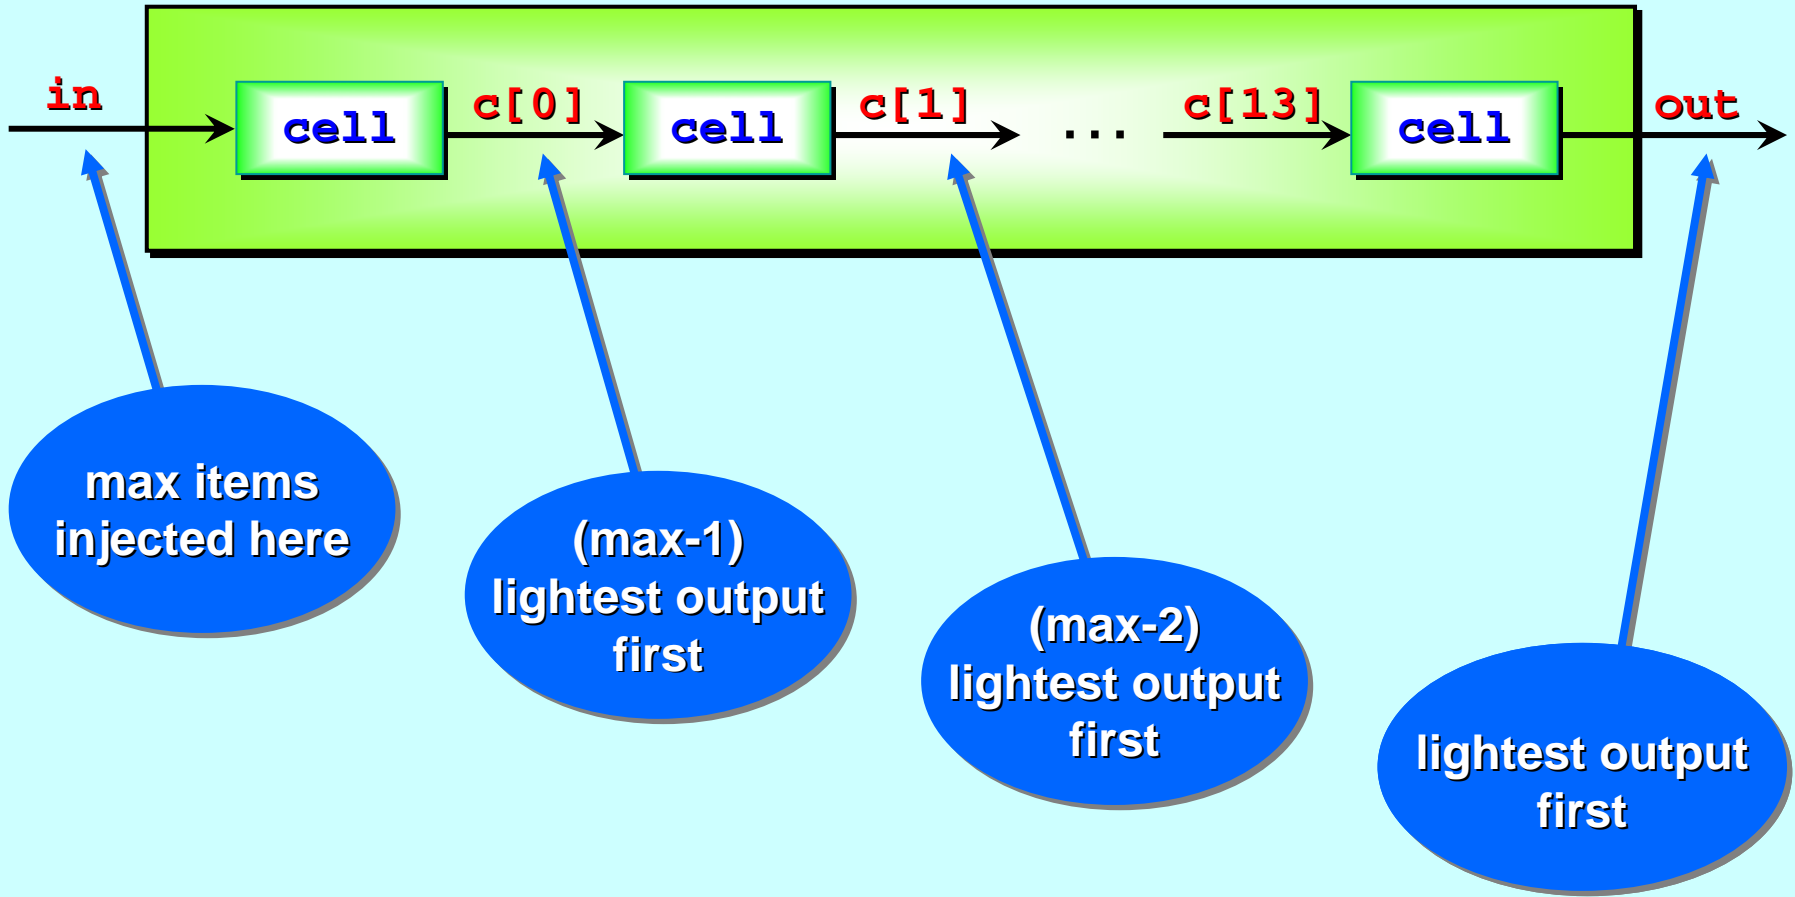 in
cell
c[0]
cell
c[1]
...
c[13]
cell
out
max items
injected here
(max-1)
lightest output
first
(max-2)
lightest output
first
lightest output
first